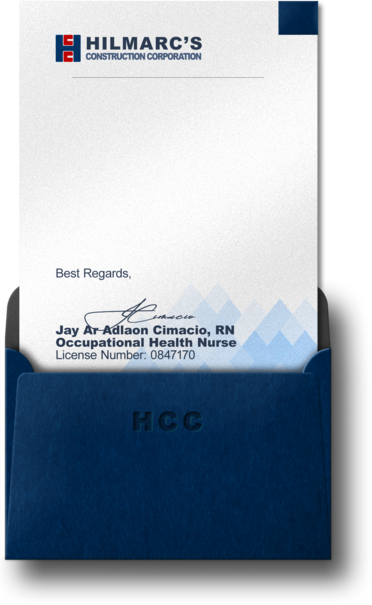 HILMARC'S
CONSTRUCTION CORPORATION
Best Regards,
Cimacio
Jay Ar Adlaon Cimacio, RN
Occupational Health Nurse
License Number: 0847170
HCC